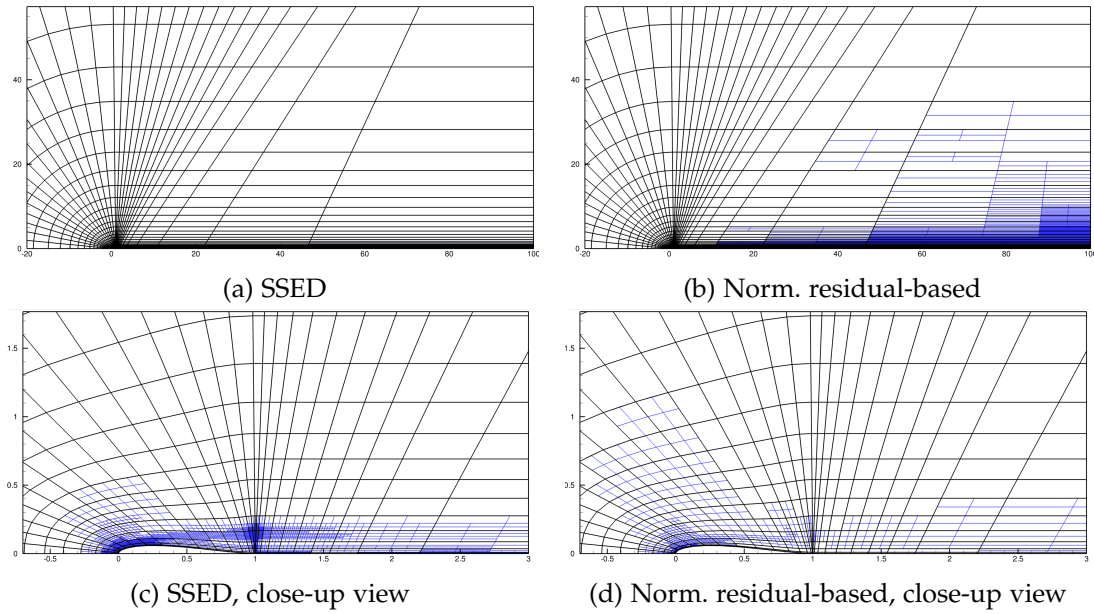 40
20
0
-20 0 20 40 60 80 100
(a) SSED
40
20
0
-20 0 20 40 60 80 100
(b) Norm. residual-based
1.5
1
0.5
0
-0.5 0 0.5 1 1.5 2 2.5 3
(c) SSED, close-up view
1.5
1
0.5
0
-0.5 0 0.5 1 1.5 2 2.5 3
(d) Norm. residual-based, close-up view